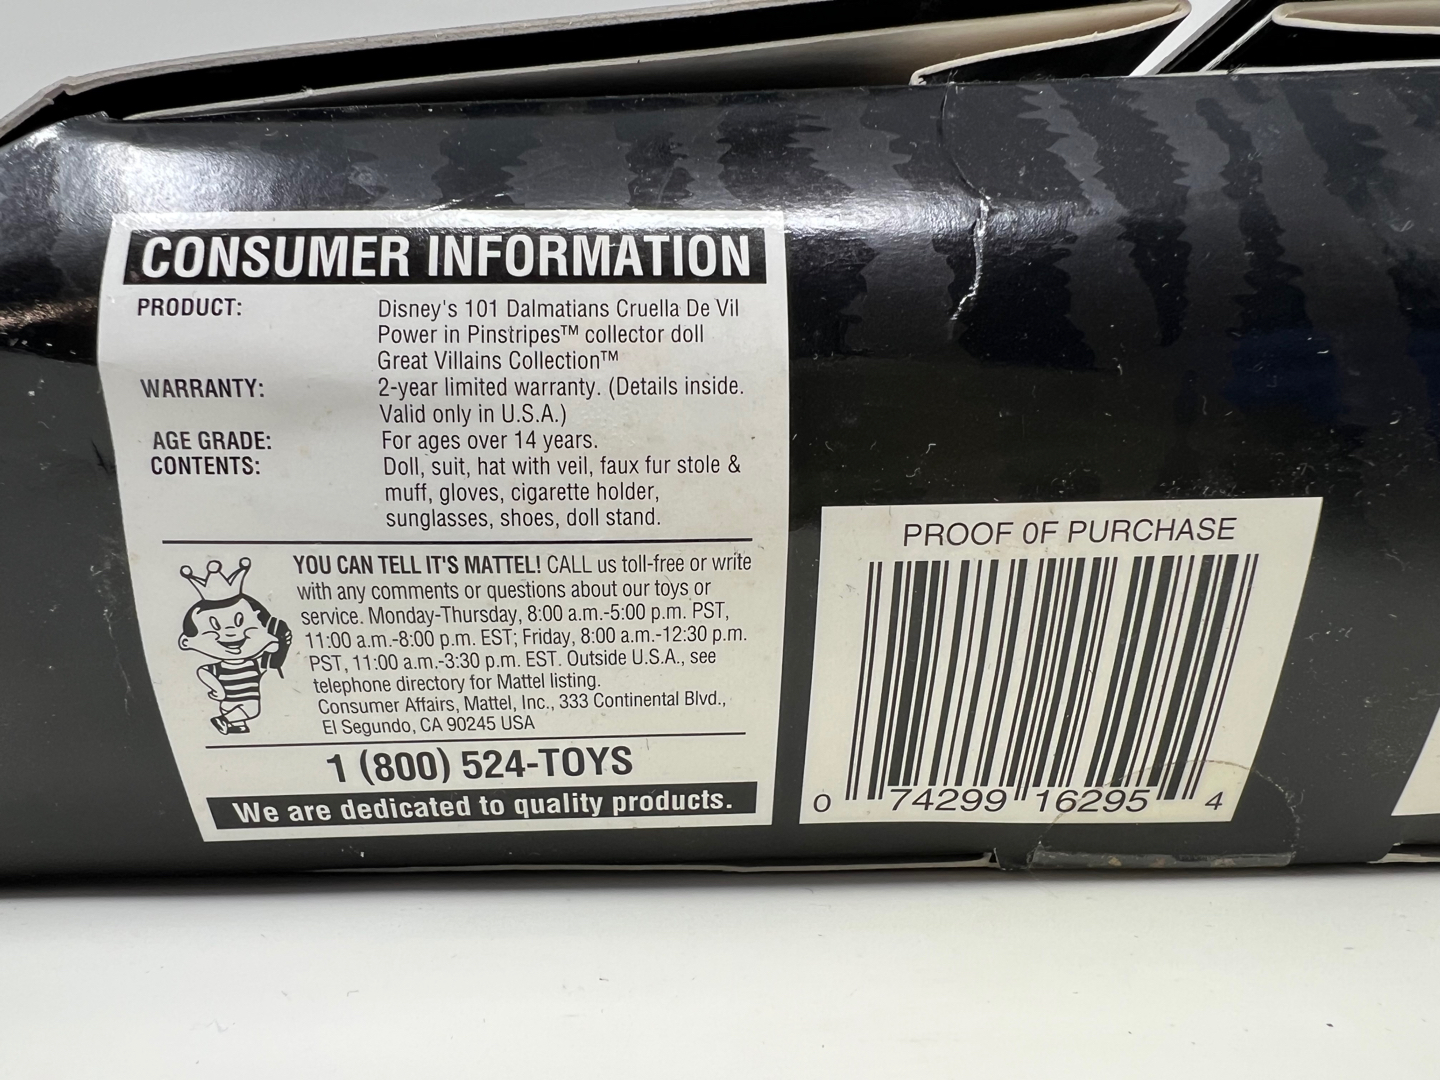 CONSUMER INFORMATION
PRODUCT: Disney's 101 Dalmatians Cruella De Vil
Power in Pinstripes™ collector doll
Great Villains Collection™
WARRANTY: 2-year limited warranty. (Details inside.
Valid only in U.S.A.)
AGE GRADE: For ages over 14 years.
CONTENTS: Doll, suit, hat with veil, faux fur stole &
muff, gloves, cigarette holder,
sunglasses, shoes, doll stand.
YOU CAN TELL IT'S MATTEL! CALL us toll-free or write
with any comments or questions about our toys or
service. Monday-Thursday, 8:00 a.m.-5:00 p.m. PST,
11:00 a.m.-8:00 p.m. EST; Friday, 8:00 a.m.-12:30 p.m.
PST, 11:00 a.m.-3:30 p.m. EST. Outside U.S.A., see
telephone directory for Mattel listing.
Consumer Affairs, Mattel, Inc., 333 Continental Blvd.,
El Segundo, CA 90245 USA
1 (800) 524-TOYS
We are dedicated to quality products.
PROOF OF PURCHASE
0 74299 16295 4